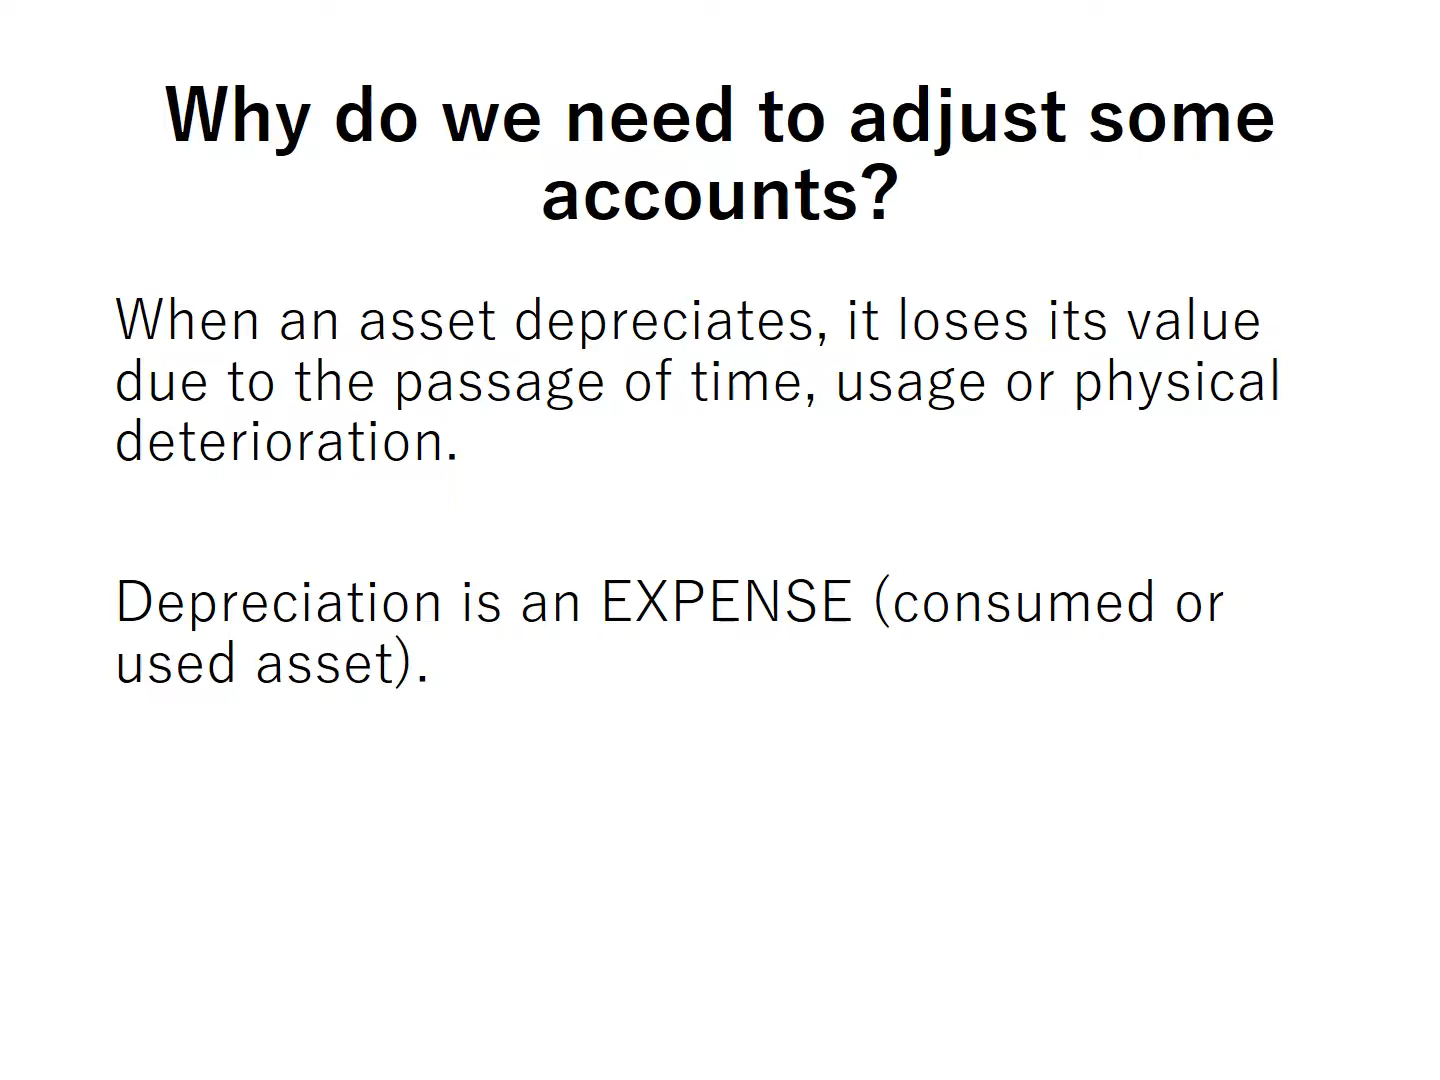 Why do we need to adjust some
accounts?
When an asset depreciates, it loses its value
due to the passage of time, usage or physical
deterioration.
Depreciation is an EXPENSE (consumed or
used asset).